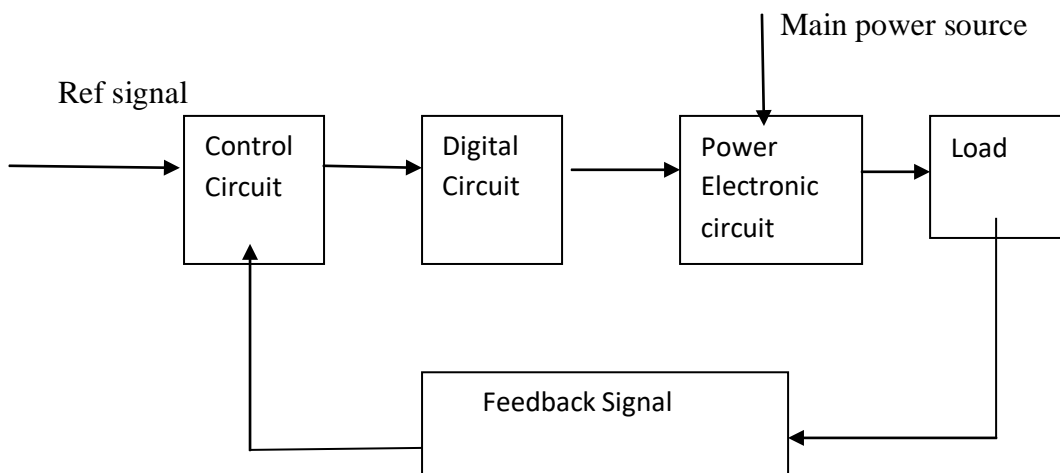 Main power source
Ref signal
Control
Circuit
Digital
Circuit
Power
Electronic
circuit
Load
Feedback Signal